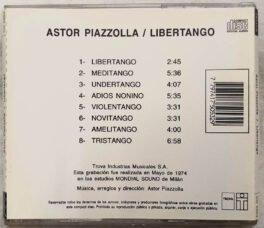 ASTOR PIAZZOLLA / LIBERTANGO
1- LIBERTANGO 2:45
2- MEDITANGO 5:36
3- UNDERTANGO 4:07
4- ADIOS NONINO 5:35
5- VIOLENTANGO 3:31
6- NOVITANGO 3:31
7- AMELITANGO 4:00
8- TRISTANGO 6:58
Trova Industrias Musicales S.A.
Esta grabación fue realizada en Mayo de 1974
en los estudios MONDIAL SOUND de Milán
Música, arreglos y dirección: Astor Piazzolla
TROVA